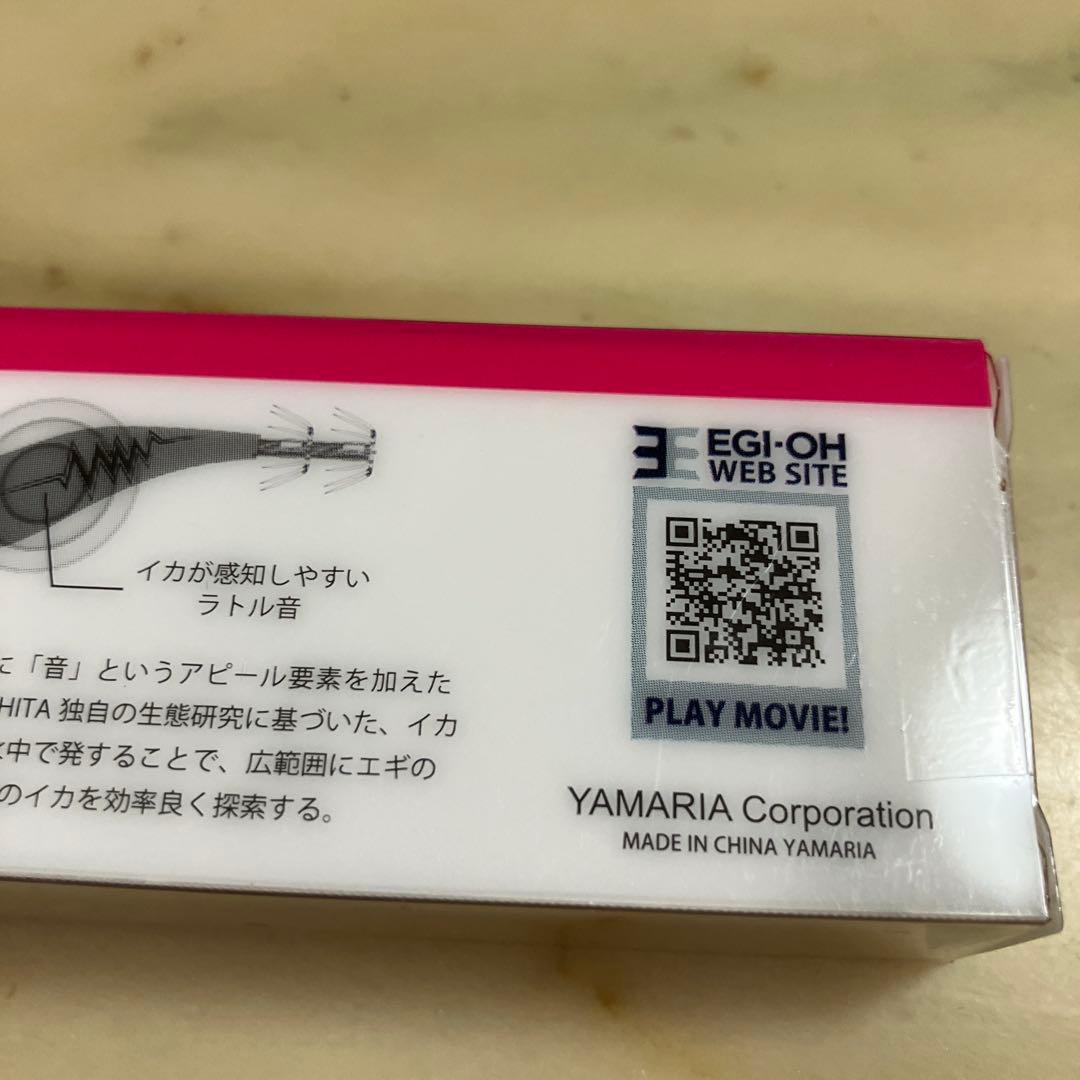 イカが感知しやすい
ラトル音
に「音」というアピール要素を加えた
HITA 独自の生態研究に基づいた、イカ
中で発することで、広範囲にエギの
のイカを効率良く探索する。
EGI-OH
WEB SITE
PLAY MOVIE!
YAMARIA Corporation
MADE IN CHINA YAMARIA